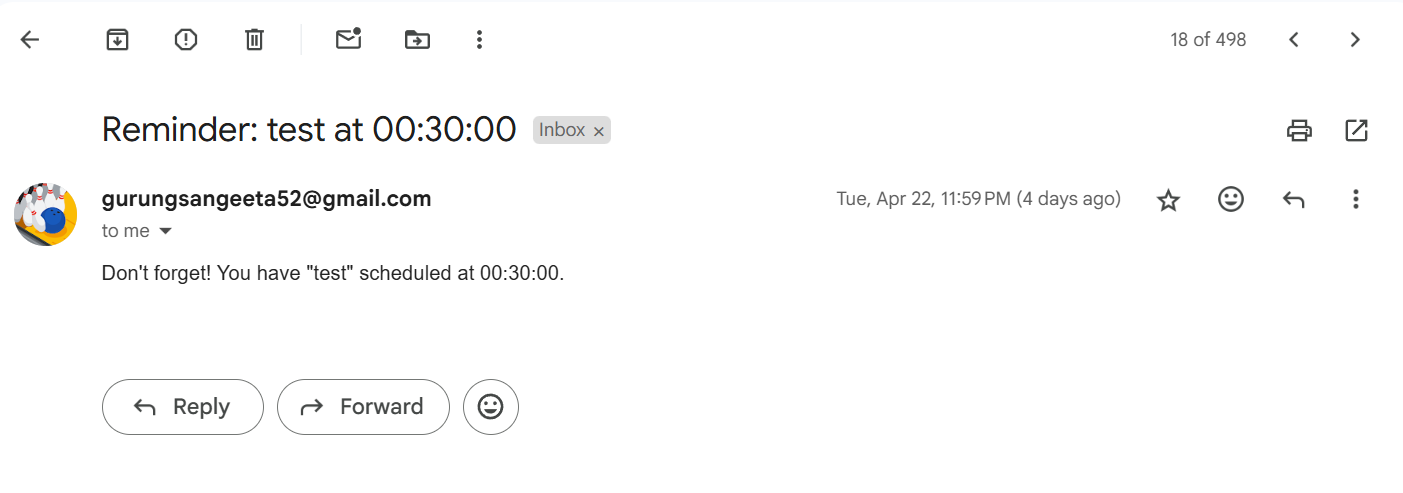 18 of 498
Reminder: test at 00:30:00 Inbox ×
gurungsangeeta52@gmail.com Tue, Apr 22, 11:59 PM (4 days ago)
to me
Don't forget! You have "test" scheduled at 00:30:00.
Reply Forward